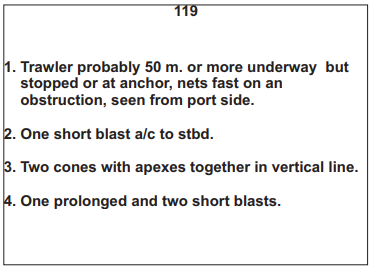 119
1. Trawler probably 50 m. or more underway but
stopped or at anchor, nets fast on an
obstruction, seen from port side.
2. One short blast a/c to stbd.
3. Two cones with apexes together in vertical line.
4. One prolonged and two short blasts.